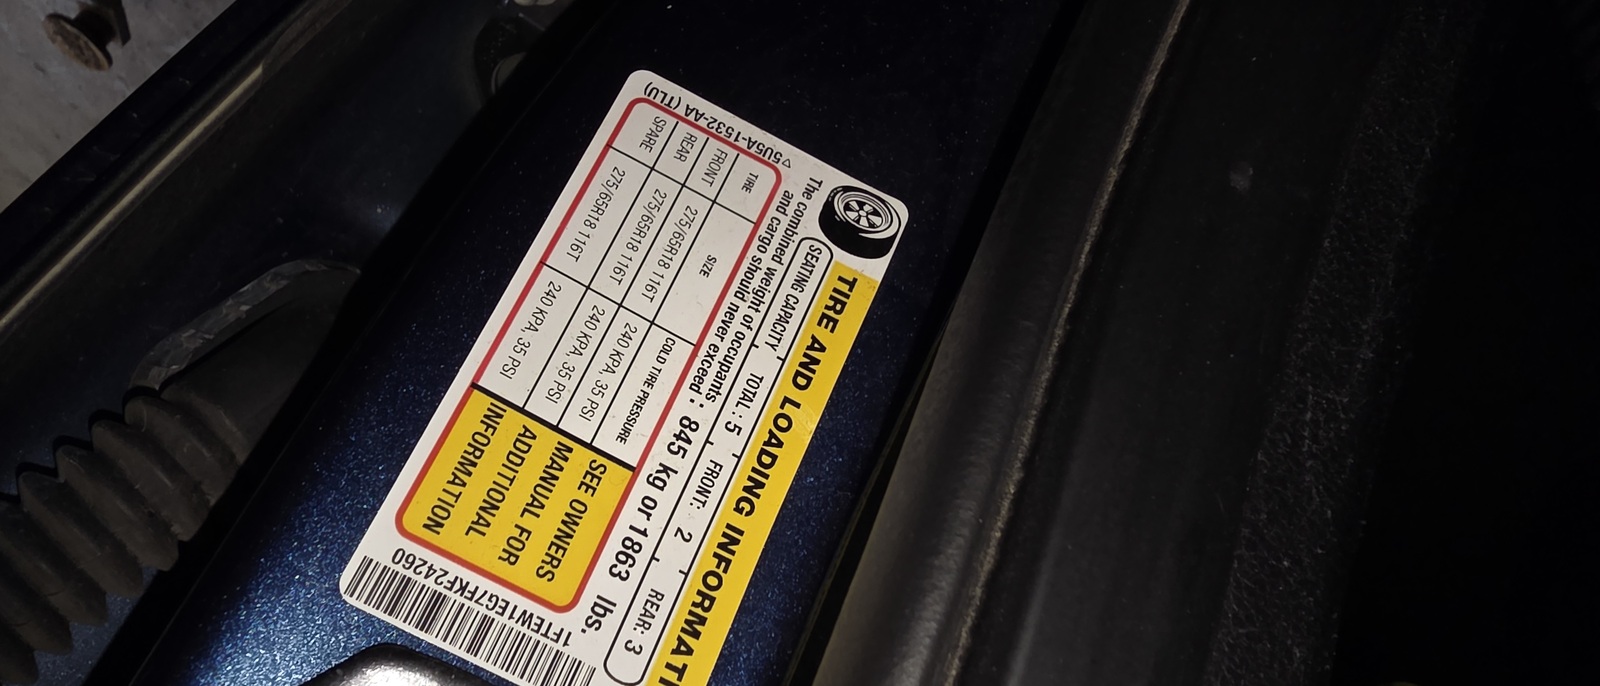 TIRE AND LOADING INFORMATI
SEATING CAPACITY TOTAL : 5 FRONT: 2 REAR: 3
The combined weight of occupants
and cargo should never exceed : 845 kg or 1863 lbs.
TIRE SIZE COLD TIRE PRESSURE
FRONT 275/65R18 116T 240 KPA, 35 PSI
REAR 275/65R18 116T 240 KPA, 35 PSI
SPARE 275/65R18 116T 240 KPA, 35 PSI
SEE OWNERS
MANUAL FOR
ADDITIONAL
INFORMATION
5U5A-1532-AA (TLU)
1FTEW1EG7FKF24260